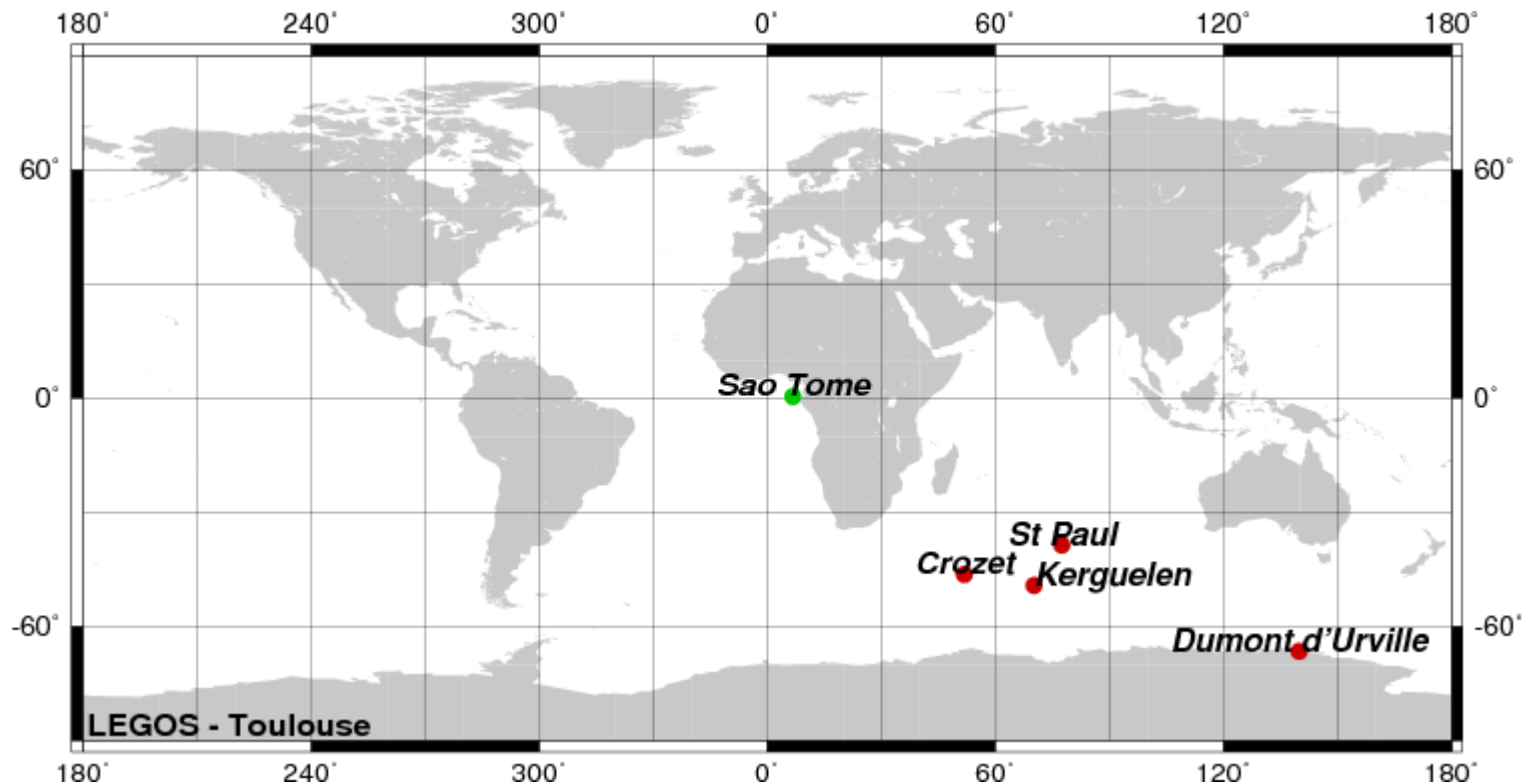 180° 240° 300° 0° 60° 120° 180°
60° 60°
Sao Tome
0° 0°
St Paul
Crozet
Kerguelen
-60° -60°
Dumont d'Urville
LEGOS - Toulouse
180° 240° 300° 0° 60° 120° 180°